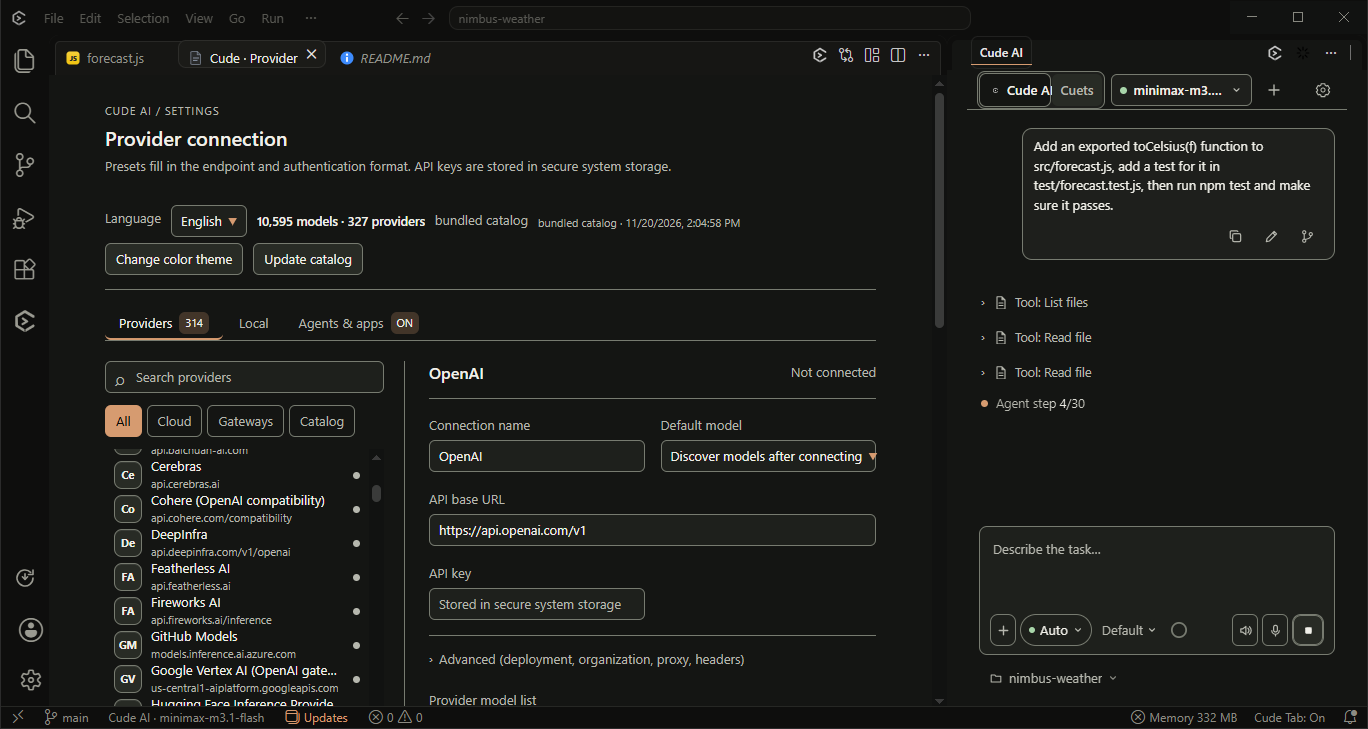 File Edit Selection View Go Run ···
nimbus-weather
JS forecast.js
Cude · Provider
README.md
CUDE AI / SETTINGS
Provider connection
Presets fill in the endpoint and authentication format. API keys are stored in secure system storage.
Language English 10,595 models · 327 providers bundled catalog bundled catalog · 11/20/2026, 2:04:58 PM
Change color theme Update catalog
Providers 314 Local Agents & apps ON
Search providers
All Cloud Gateways Catalog
api.baichuan-ai.com
Ce Cerebras
api.cerebras.ai
Co Cohere (OpenAI compatibility)
api.cohere.com/compatibility
De DeepInfra
api.deepinfra.com/v1/openai
FA Featherless AI
api.featherless.ai
FA Fireworks AI
api.fireworks.ai/inference
GM GitHub Models
models.inference.ai.azure.com
GV Google Vertex AI (OpenAI gate...
us-central1-aiplatform.googleapis.com
Hugging Face Inference Provide
OpenAI Not connected
Connection name Default model
OpenAI Discover models after connecting
API base URL
https://api.openai.com/v1
API key
Stored in secure system storage
Advanced (deployment, organization, proxy, headers)
Provider model list
Cude AI
Cude AI Cuets minimax-m3....
Add an exported toCelsius(f) function to
src/forecast.js, add a test for it in
test/forecast.test.js, then run npm test and make
sure it passes.
Tool: List files
Tool: Read file
Tool: Read file
Agent step 4/30
Describe the task...
Auto Default
nimbus-weather
main Cude AI · minimax-m3.1-flash Updates 0 0 Memory 332 MB Cude Tab: On